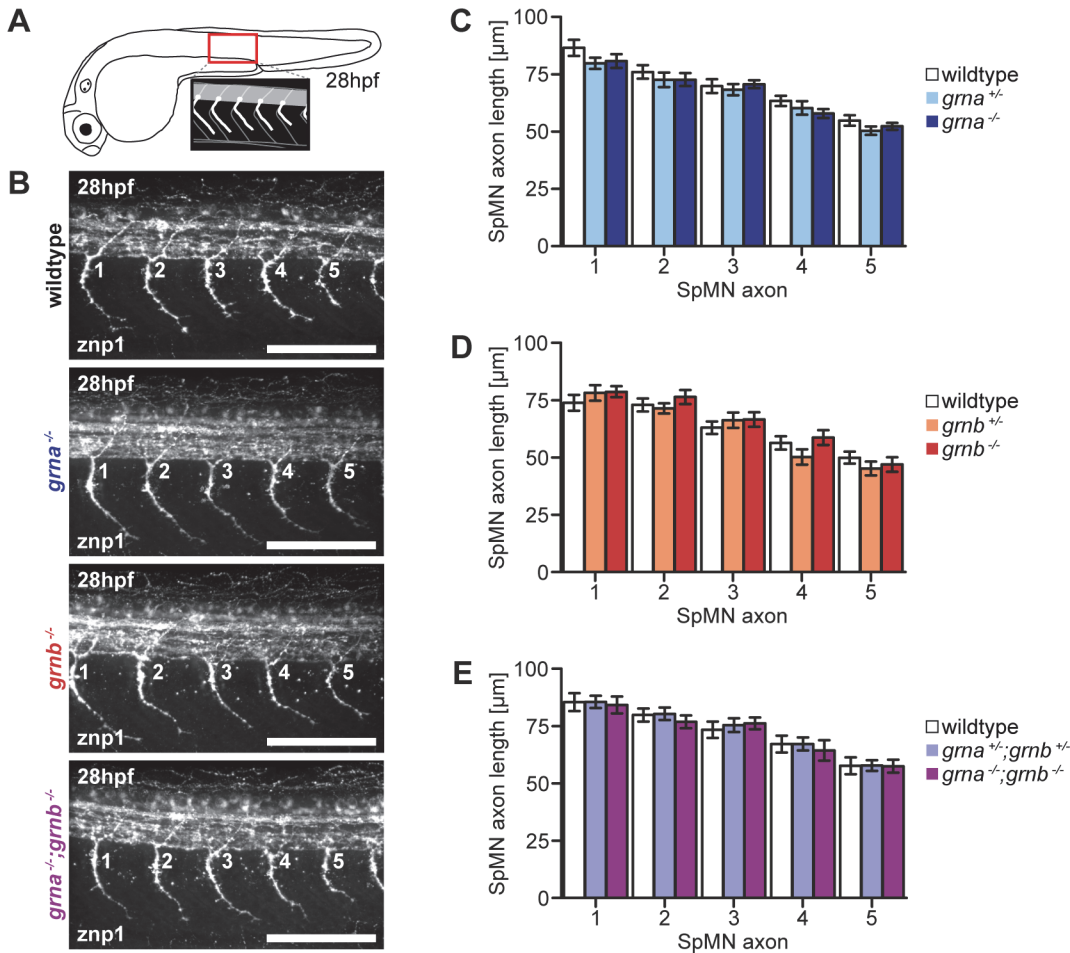 A
28hpf
B
wildtype
28hpf
1 2 3 4 5
znp1
grna-/-
28hpf
1 2 3 4 5
znp1
grnb-/-
28hpf
1 2 3 4 5
znp1
grna-/-;grnb-/-
28hpf
1 2 3 4 5
znp1
C
SpMN axon length [µm]
100
75
50
25
0
1 2 3 4 5
SpMN axon
wildtype
grna +/-
grna -/-
D
SpMN axon length [µm]
100
75
50
25
0
1 2 3 4 5
SpMN axon
wildtype
grnb +/-
grnb -/-
E
SpMN axon length [µm]
100
75
50
25
0
1 2 3 4 5
SpMN axon
wildtype
grna +/-;grnb +/-
grna -/-;grnb -/-